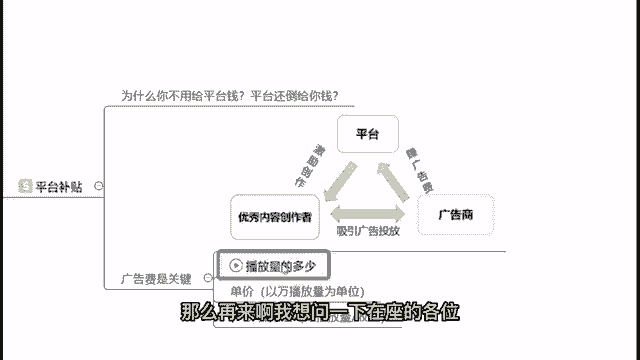 为什么你不用给平台钱？平台还倒给你钱？
平台
激励创作
赚广告费
$ 平台补贴
优秀内容创作者
广告商
吸引广告投放
播放量的多少
广告费是关键
单价（以万播放量为单位）
那么再来啊我想问一下在座的各位